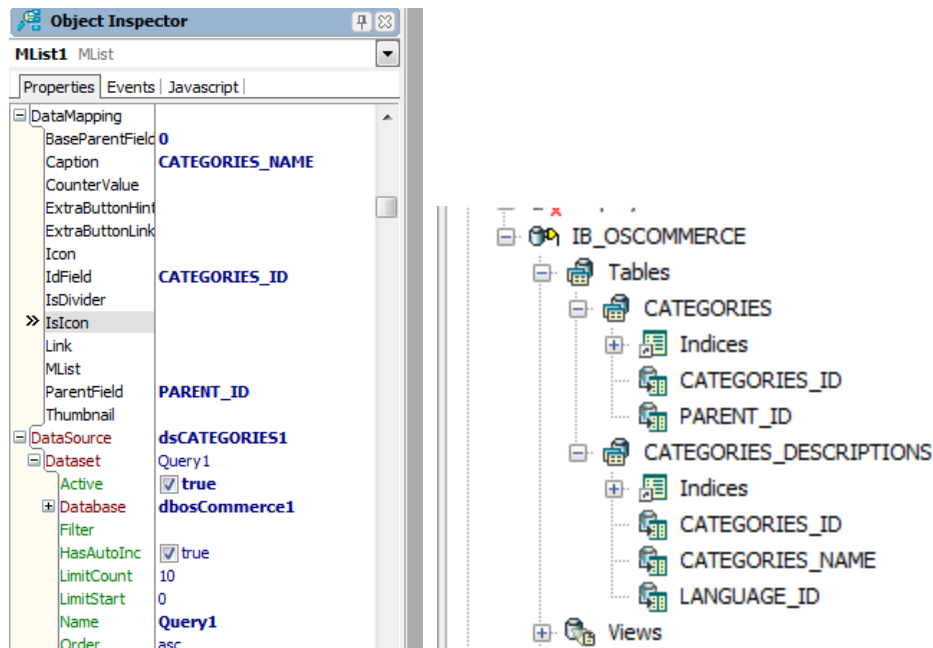 Object Inspector
MList1 MList
Properties Events Javascript
DataMapping
BaseParentField 0
Caption CATEGORIES_NAME
CounterValue
ExtraButtonHint
ExtraButtonLink
Icon
IdField CATEGORIES_ID
IsDivider
IsIcon
Link
MList
ParentField PARENT_ID
Thumbnail
DataSource dsCATEGORIES1
Dataset Query1
Active true
Database dbosCommerce1
Filter
HasAutoInc true
LimitCount 10
LimitStart 0
Name Query1
Order asc
IB_OSCOMMERCE
Tables
CATEGORIES
Indices
CATEGORIES_ID
PARENT_ID
CATEGORIES_DESCRIPTIONS
Indices
CATEGORIES_ID
CATEGORIES_NAME
LANGUAGE_ID
Views